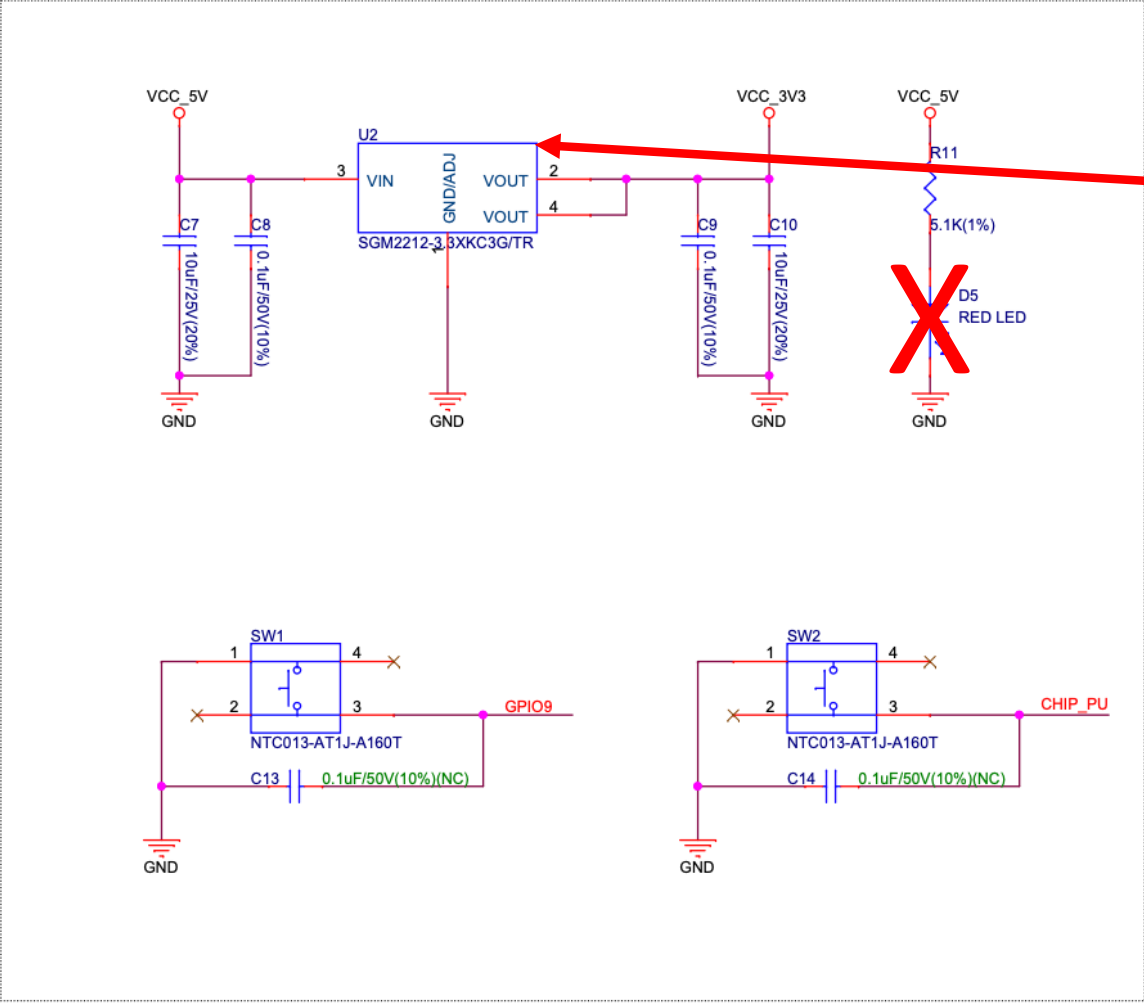 VCC_5V
VCC_3V3
VCC_5V
U2
R11
3
VIN
GND/ADJ
VOUT
2
VOUT
4
SGM2212-3.3XKC3G/TR
1
C7
10uF/25V(20%)
C8
0.1uF/50V(10%)
C9
0.1uF/50V(10%)
C10
10uF/25V(20%)
5.1K(1%)
D5
RED LED
GND
GND
GND
GND
SW1
1
4
2
3
GPIO9
NTC013-AT1J-A160T
C13
0.1uF/50V(10%)(NC)
GND
SW2
1
4
2
3
CHIP_PU
NTC013-AT1J-A160T
C14
0.1uF/50V(10%)(NC)
GND